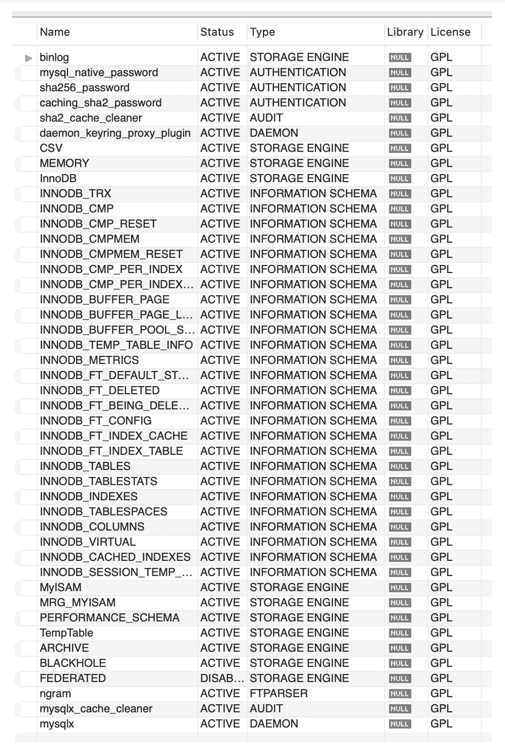 Name Status Type Library License
binlog ACTIVE STORAGE ENGINE NULL GPL
mysql_native_password ACTIVE AUTHENTICATION NULL GPL
sha256_password ACTIVE AUTHENTICATION NULL GPL
caching_sha2_password ACTIVE AUTHENTICATION NULL GPL
sha2_cache_cleaner ACTIVE AUDIT NULL GPL
daemon_keyring_proxy_plugin ACTIVE DAEMON NULL GPL
CSV ACTIVE STORAGE ENGINE NULL GPL
MEMORY ACTIVE STORAGE ENGINE NULL GPL
InnoDB ACTIVE STORAGE ENGINE NULL GPL
INNODB_TRX ACTIVE INFORMATION SCHEMA NULL GPL
INNODB_CMP ACTIVE INFORMATION SCHEMA NULL GPL
INNODB_CMP_RESET ACTIVE INFORMATION SCHEMA NULL GPL
INNODB_CMPMEM ACTIVE INFORMATION SCHEMA NULL GPL
INNODB_CMPMEM_RESET ACTIVE INFORMATION SCHEMA NULL GPL
INNODB_CMP_PER_INDEX ACTIVE INFORMATION SCHEMA NULL GPL
INNODB_CMP_PER_INDEX... ACTIVE INFORMATION SCHEMA NULL GPL
INNODB_BUFFER_PAGE ACTIVE INFORMATION SCHEMA NULL GPL
INNODB_BUFFER_PAGE_L... ACTIVE INFORMATION SCHEMA NULL GPL
INNODB_BUFFER_POOL_S... ACTIVE INFORMATION SCHEMA NULL GPL
INNODB_TEMP_TABLE_INFO ACTIVE INFORMATION SCHEMA NULL GPL
INNODB_METRICS ACTIVE INFORMATION SCHEMA NULL GPL
INNODB_FT_DEFAULT_ST... ACTIVE INFORMATION SCHEMA NULL GPL
INNODB_FT_DELETED ACTIVE INFORMATION SCHEMA NULL GPL
INNODB_FT_BEING_DELE... ACTIVE INFORMATION SCHEMA NULL GPL
INNODB_FT_CONFIG ACTIVE INFORMATION SCHEMA NULL GPL
INNODB_FT_INDEX_CACHE ACTIVE INFORMATION SCHEMA NULL GPL
INNODB_FT_INDEX_TABLE ACTIVE INFORMATION SCHEMA NULL GPL
INNODB_TABLES ACTIVE INFORMATION SCHEMA NULL GPL
INNODB_TABLESTATS ACTIVE INFORMATION SCHEMA NULL GPL
INNODB_INDEXES ACTIVE INFORMATION SCHEMA NULL GPL
INNODB_TABLESPACES ACTIVE INFORMATION SCHEMA NULL GPL
INNODB_COLUMNS ACTIVE INFORMATION SCHEMA NULL GPL
INNODB_VIRTUAL ACTIVE INFORMATION SCHEMA NULL GPL
INNODB_CACHED_INDEXES ACTIVE INFORMATION SCHEMA NULL GPL
INNODB_SESSION_TEMP_... ACTIVE INFORMATION SCHEMA NULL GPL
MyISAM ACTIVE STORAGE ENGINE NULL GPL
MRG_MYISAM ACTIVE STORAGE ENGINE NULL GPL
PERFORMANCE_SCHEMA ACTIVE STORAGE ENGINE NULL GPL
TempTable ACTIVE STORAGE ENGINE NULL GPL
ARCHIVE ACTIVE STORAGE ENGINE NULL GPL
BLACKHOLE ACTIVE STORAGE ENGINE NULL GPL
FEDERATED DISAB... STORAGE ENGINE NULL GPL
ngram ACTIVE FTPARSER NULL GPL
mysqlx_cache_cleaner ACTIVE AUDIT NULL GPL
mysqlx ACTIVE DAEMON NULL GPL